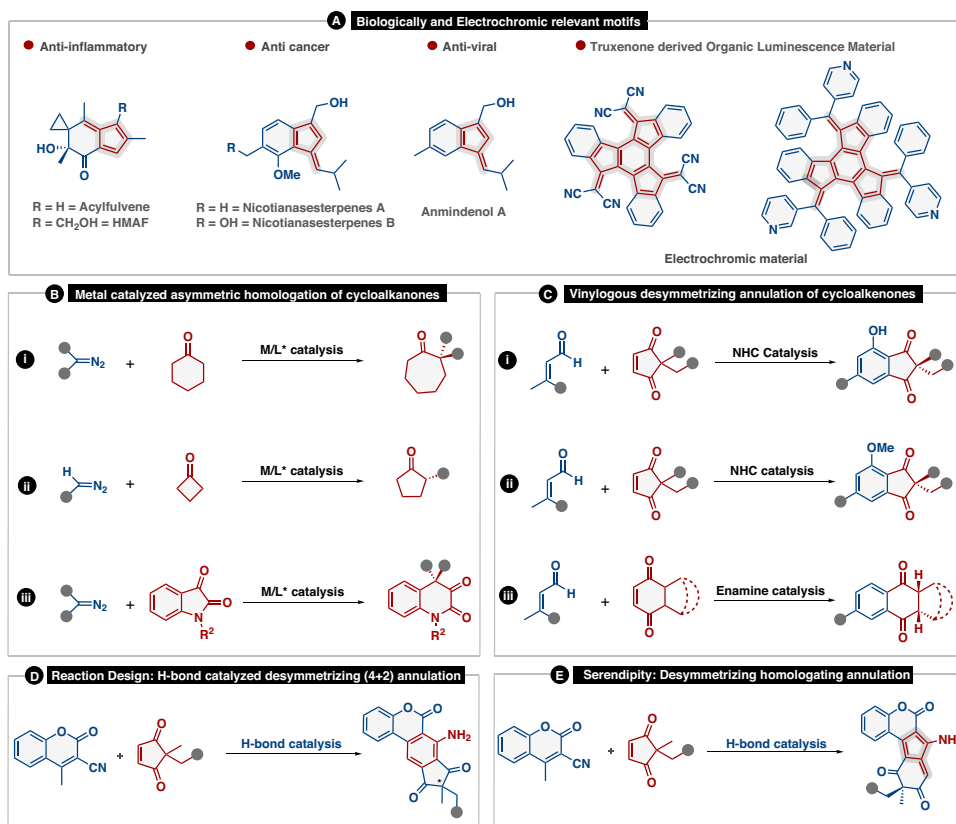 A Biologically and Electrochromic relevant motifs
Anti-inflammatory
Anti cancer
Anti-viral
Truxenone derived Organic Luminescence Material
R
HO
O
R = H = Acylfulvene
R = CH₂OH = HMAF
OH
R
OMe
R = H = Nicotianasesterpenes A
R = OH = Nicotianasesterpenes B
OH
Anmindenol A
CN
NC
CN
CN
NC
NC
N
N
N
Electrochromic material
B Metal catalyzed asymmetric homologation of cycloalkanones
i
N₂
+
O
M/L* catalysis
O
ii
H
N₂
+
O
M/L* catalysis
O
iii
N₂
+
O
O
N
R²
M/L* catalysis
O
N
O
R²
C Vinylogous desymmetrizing annulation of cycloalkenones
i
O
H
+
O
O
NHC Catalysis
OH
O
O
ii
O
H
+
O
O
NHC catalysis
OMe
O
O
iii
O
H
+
O
O
Enamine catalysis
O
H
H
O
D Reaction Design: H-bond catalyzed desymmetrizing (4+2) annulation
O
O
CN
+
O
O
H-bond catalysis
O
O
NH₂
O
O
*
E Serendipity: Desymmetrizing homologating annulation
O
O
CN
+
O
O
H-bond catalysis
O
O
NH
O
O